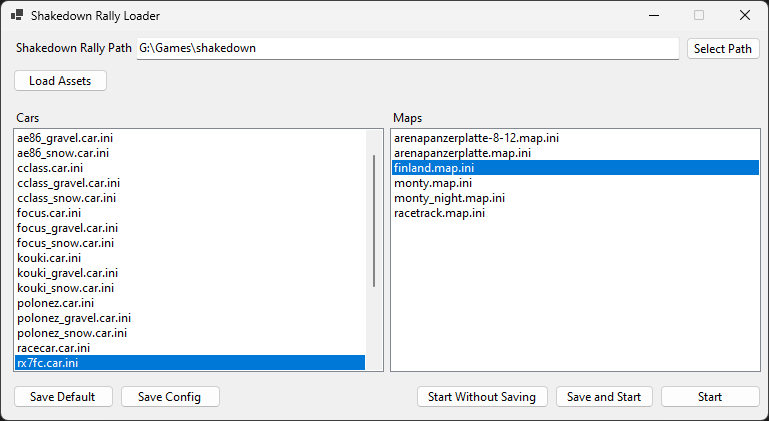 Shakedown Rally Loader
Shakedown Rally Path
G:\Games\shakedown
Select Path
Load Assets
Cars
ae86_gravel.car.ini
ae86_snow.car.ini
cclass.car.ini
cclass_gravel.car.ini
cclass_snow.car.ini
focus.car.ini
focus_gravel.car.ini
focus_snow.car.ini
kouki.car.ini
kouki_gravel.car.ini
kouki_snow.car.ini
polonez.car.ini
polonez_gravel.car.ini
polonez_snow.car.ini
racecar.car.ini
rx7fc.car.ini
Maps
arenapanzerplatte-8-12.map.ini
arenapanzerplatte.map.ini
finland.map.ini
monty.map.ini
monty_night.map.ini
racetrack.map.ini
Save Default
Save Config
Start Without Saving
Save and Start
Start